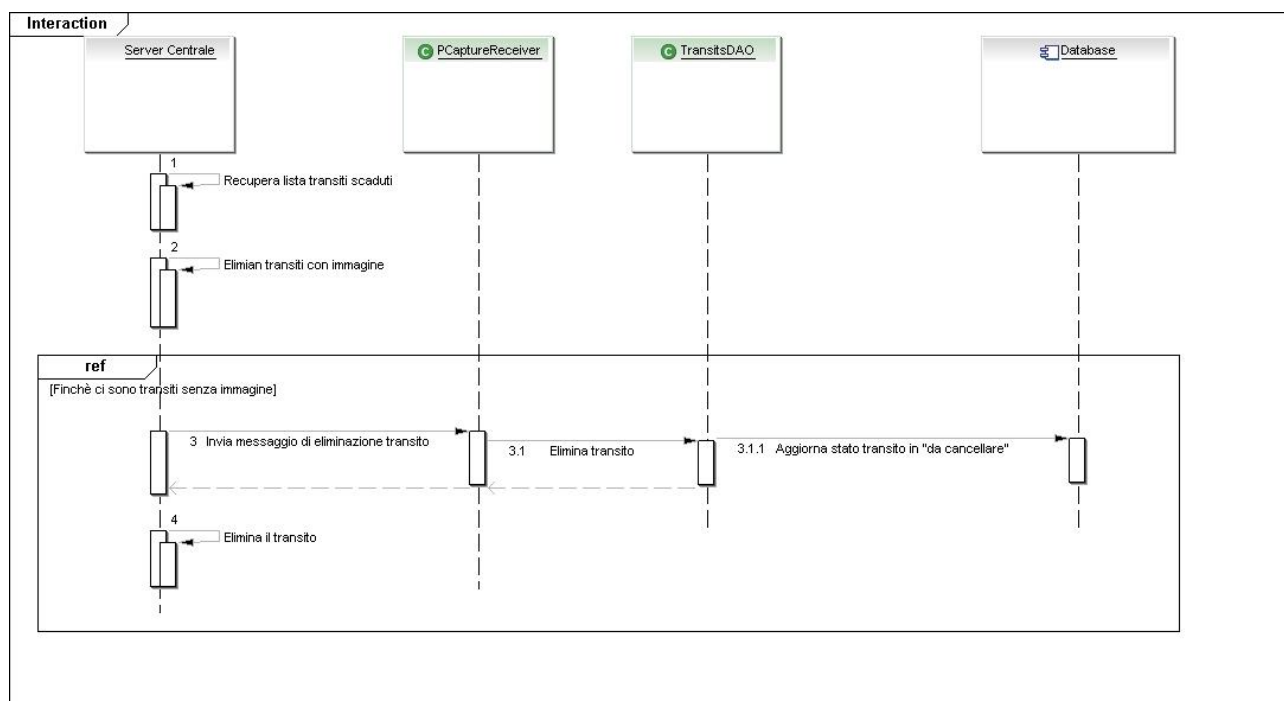 Interaction
Server Centrale
PCaptureReceiver
TransitsDAO
Database
1
Recupera lista transiti scaduti
2
Elimian transiti con immagine
ref
[Finchè ci sono transiti senza immagine]
3 Invia messaggio di eliminazione transito
3.1 Elimina transito
3.1.1 Aggiorna stato transito in "da cancellare"
4
Elimina il transito